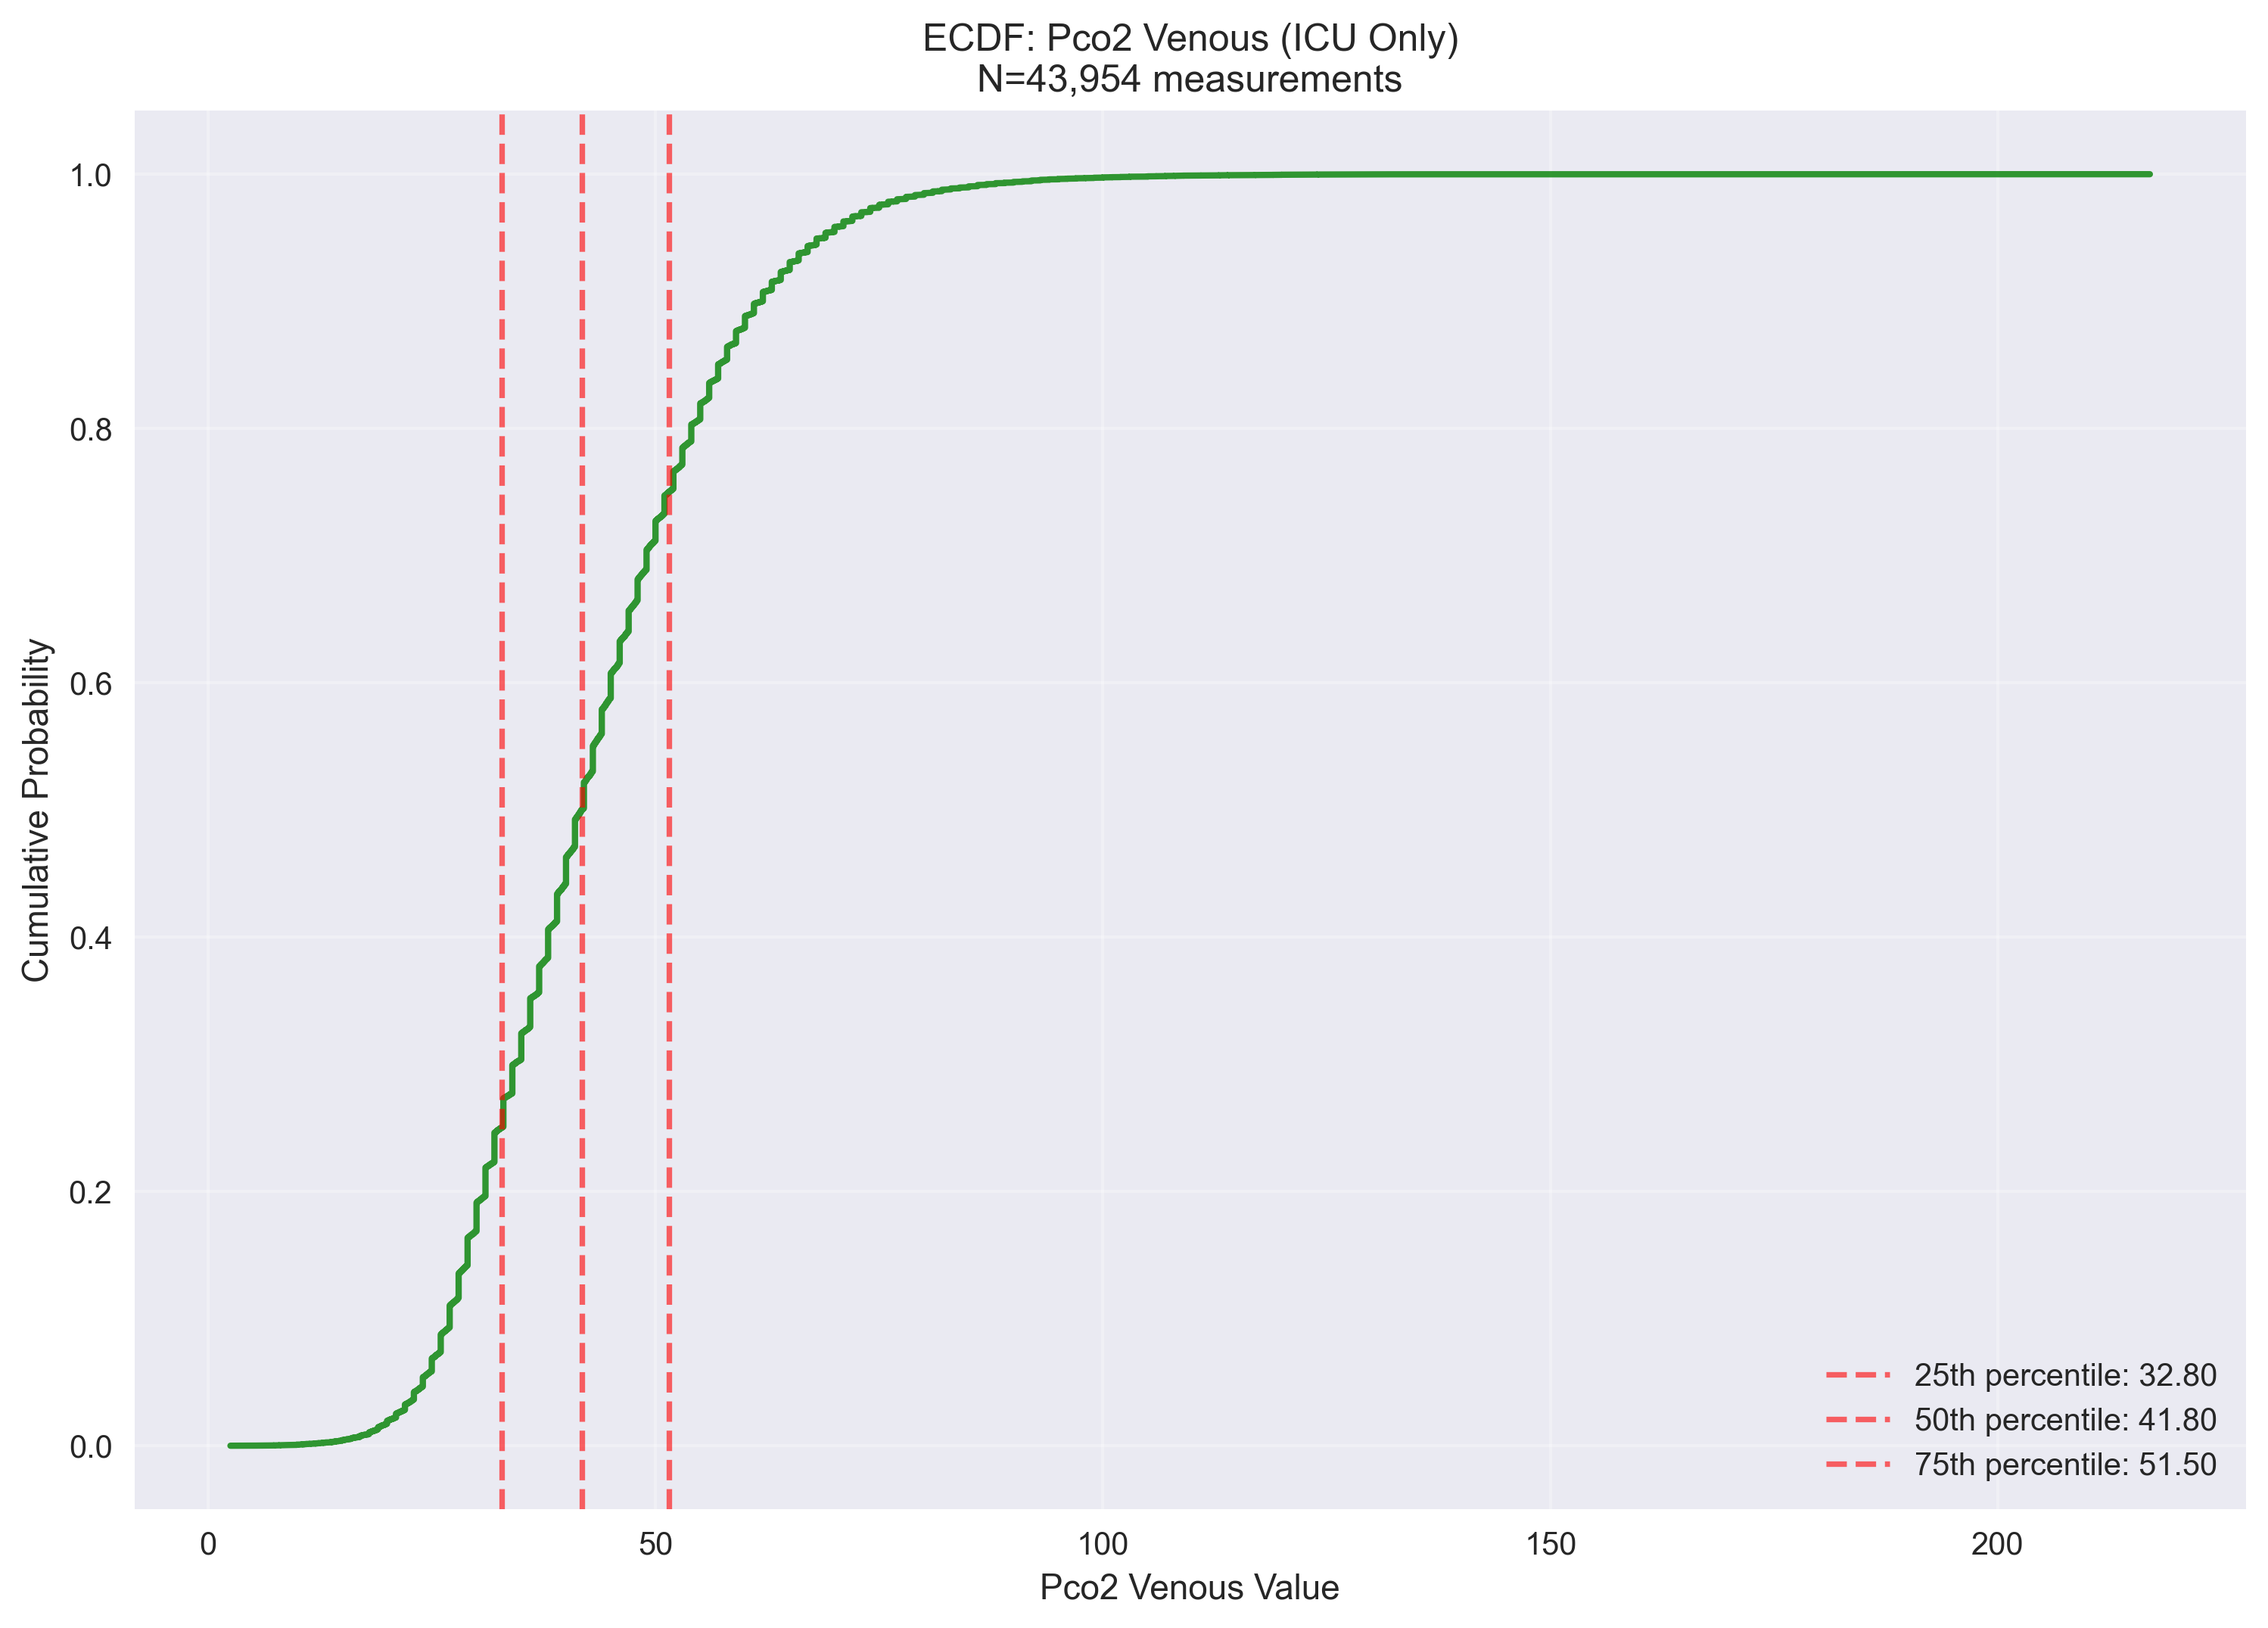 ECDF: Pco2 Venous (ICU Only)
N=43,954 measurements
Cumulative Probability
1.0
0.8
0.6
0.4
0.2
0.0
0
50
100
150
200
Pco2 Venous Value
25th percentile: 32.80
50th percentile: 41.80
75th percentile: 51.50